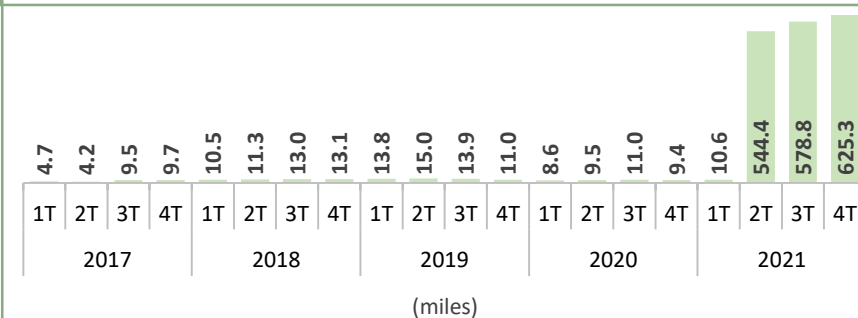 4.7 4.2 9.5 9.7 10.5 11.3 13.0 13.1 13.8 15.0 13.9 11.0 8.6 9.5 11.0 9.4 10.6 544.4 578.8 625.3
1T 2T 3T 4T 1T 2T 3T 4T 1T 2T 3T 4T 1T 2T 3T 4T 1T 2T 3T 4T
2017 2018 2019 2020 2021
(miles)